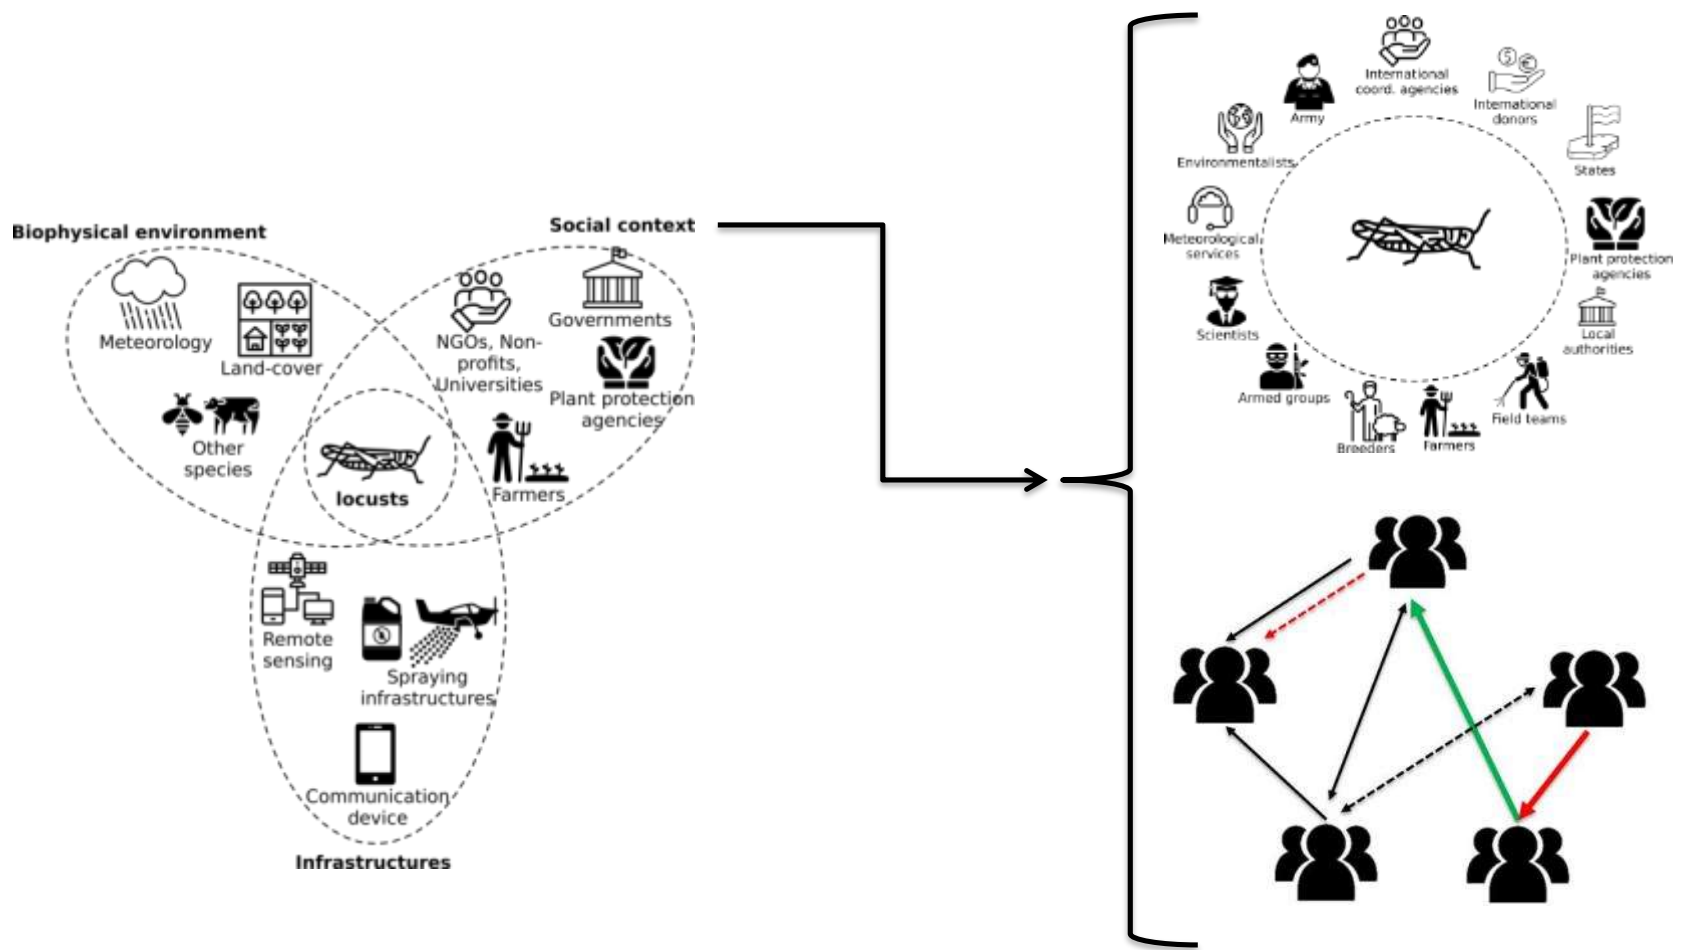 Biophysical environment
Social context
Meteorology
Land-cover
Other
species
NGOs, Non-
profits,
Universities
Governments
Plant protection
agencies
Farmers
locusts
Remote
sensing
Spraying
infrastructures
Communication
device
Infrastructures
International
coord. agencies
International
donors
Army
Environmentalists
States
Meteorological
services
Plant protection
agencies
Scientists
Local
authorities
Armed groups
Field teams
Breeders
Farmers